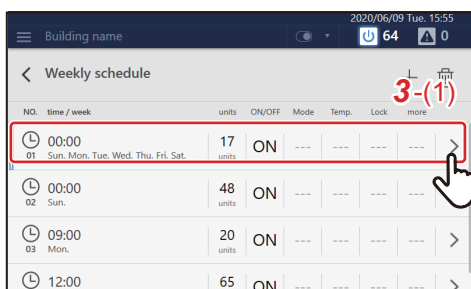 2020/06/09 Tue. 15:55
Building name 64 0
Weekly schedule
3-(1)
NO. time / week units ON/OFF Mode Temp. Lock more
00:00 17 ON --- --- --- ---
01 Sun. Mon. Tue. Wed. Thu. Fri. Sat. units
00:00 48 ON --- --- --- ---
02 Sun. units
09:00 20 ON --- --- --- ---
03 Mon. units
12:00 65 ON --- --- --- ---